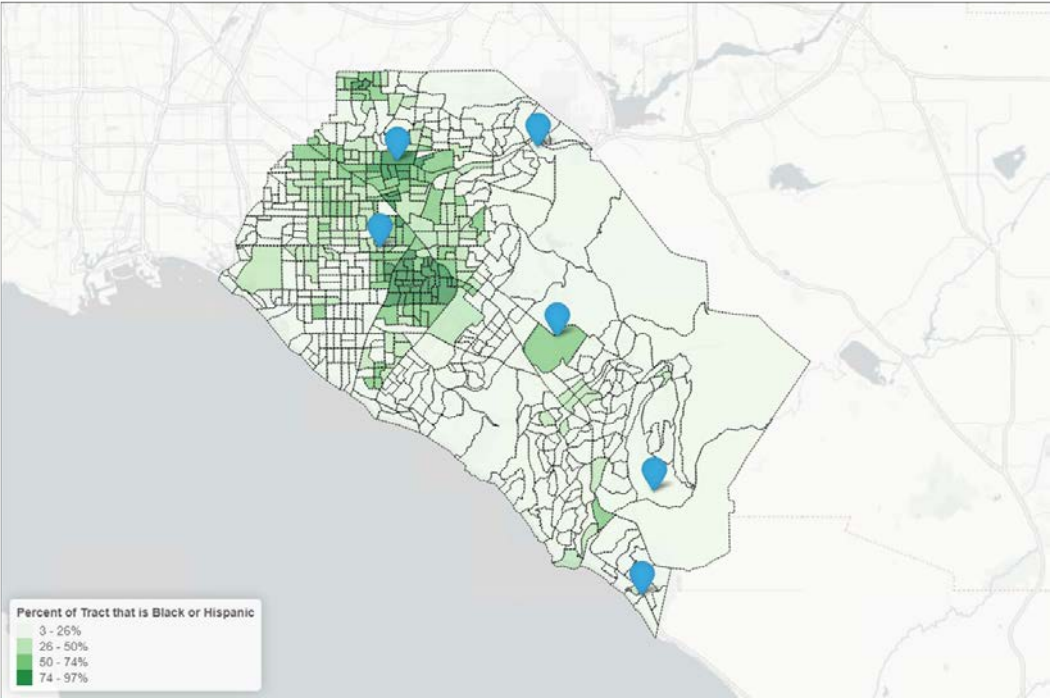 Percent of Tract that is Black or Hispanic
3 - 26%
26 - 50%
50 - 74%
74 - 97%